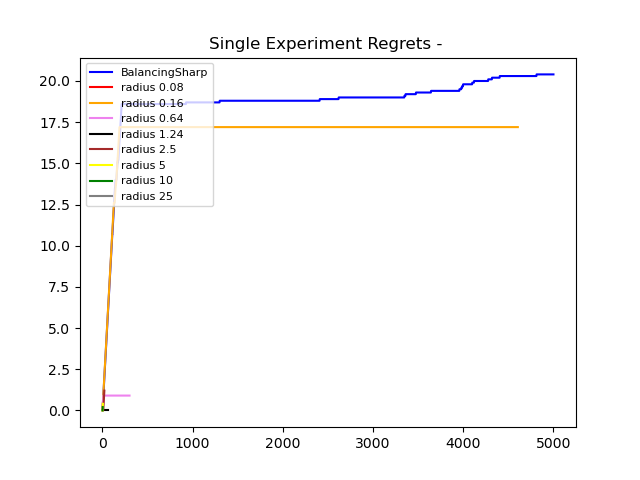 Single Experiment Regrets -
20.0
17.5
15.0
12.5
10.0
7.5
5.0
2.5
0.0
BalancingSharp
radius 0.08
radius 0.16
radius 0.64
radius 1.24
radius 2.5
radius 5
radius 10
radius 25
0 1000 2000 3000 4000 5000